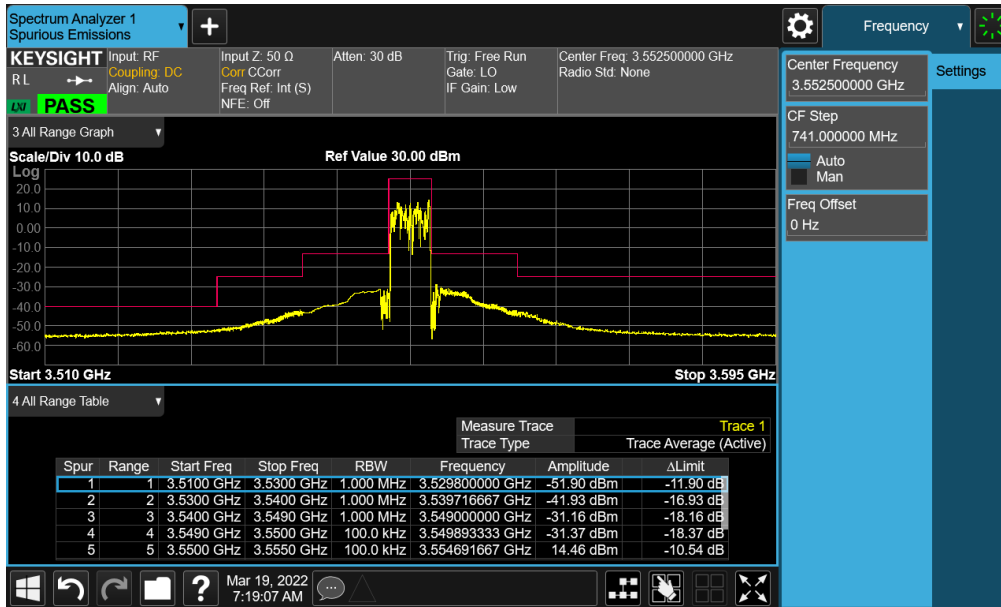 Spectrum Analyzer 1
Spurious Emissions
Frequency
KEYSIGHT
R L
LXI
PASS
Input: RF
Coupling: DC
Align: Auto
Input Z: 50 Ω
Corr CCorr
Freq Ref: Int (S)
NFE: Off
Atten: 30 dB
Trig: Free Run
Gate: LO
IF Gain: Low
Center Freq: 3.552500000 GHz
Radio Std: None
Center Frequency
3.552500000 GHz
Settings
CF Step
741.000000 MHz
Auto
Man
Freq Offset
0 Hz
3 All Range Graph
Scale/Div 10.0 dB
Ref Value 30.00 dBm
Log
20.0
10.0
0.00
-10.0
-20.0
-30.0
-40.0
-50.0
-60.0
Start 3.510 GHz
Stop 3.595 GHz
4 All Range Table
Measure Trace Trace 1
Trace Type Trace Average (Active)
Spur Range Start Freq Stop Freq RBW Frequency Amplitude ΔLimit
1 1 3.5100 GHz 3.5300 GHz 1.000 MHz 3.529800000 GHz -51.90 dBm -11.90 dB
2 2 3.5300 GHz 3.5400 GHz 1.000 MHz 3.539716667 GHz -41.93 dBm -16.93 dB
3 3 3.5400 GHz 3.5490 GHz 1.000 MHz 3.549000000 GHz -31.16 dBm -18.16 dB
4 4 3.5490 GHz 3.5500 GHz 100.0 kHz 3.549893333 GHz -31.37 dBm -18.37 dB
5 5 3.5500 GHz 3.5550 GHz 100.0 kHz 3.554691667 GHz 14.46 dBm -10.54 dB
Mar 19, 2022
7:19:07 AM